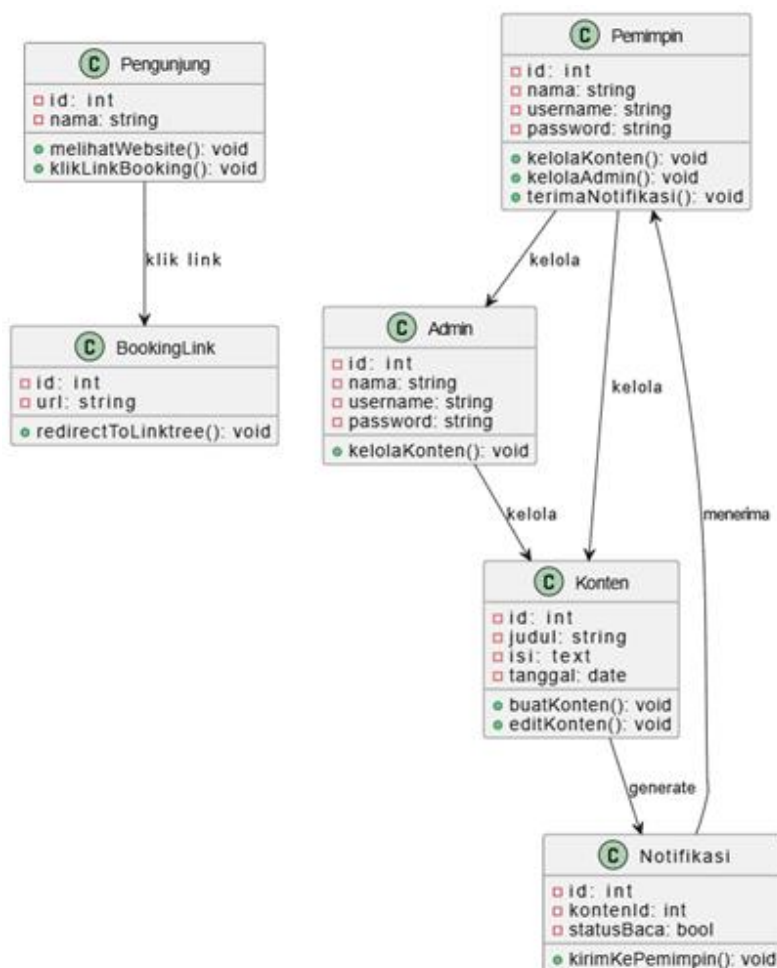 C Pengunjung
id: int
nama: string
melihatWebsite(): void
klikLinkBooking(): void
klik link
C BookingLink
id: int
url: string
redirectToLinktree(): void
C Pemimpin
id: int
nama: string
username: string
password: string
kelolaKonten(): void
kelolaAdmin(): void
terimaNotifikasi(): void
kelola
kelola
menerima
C Admin
id: int
nama: string
username: string
password: string
kelolaKonten(): void
kelola
C Konten
id: int
judul: string
isi: text
tanggal: date
buatKonten(): void
editKonten(): void
generate
C Notifikasi
id: int
kontenId: int
statusBaca: bool
kirimKePemimpin(): void